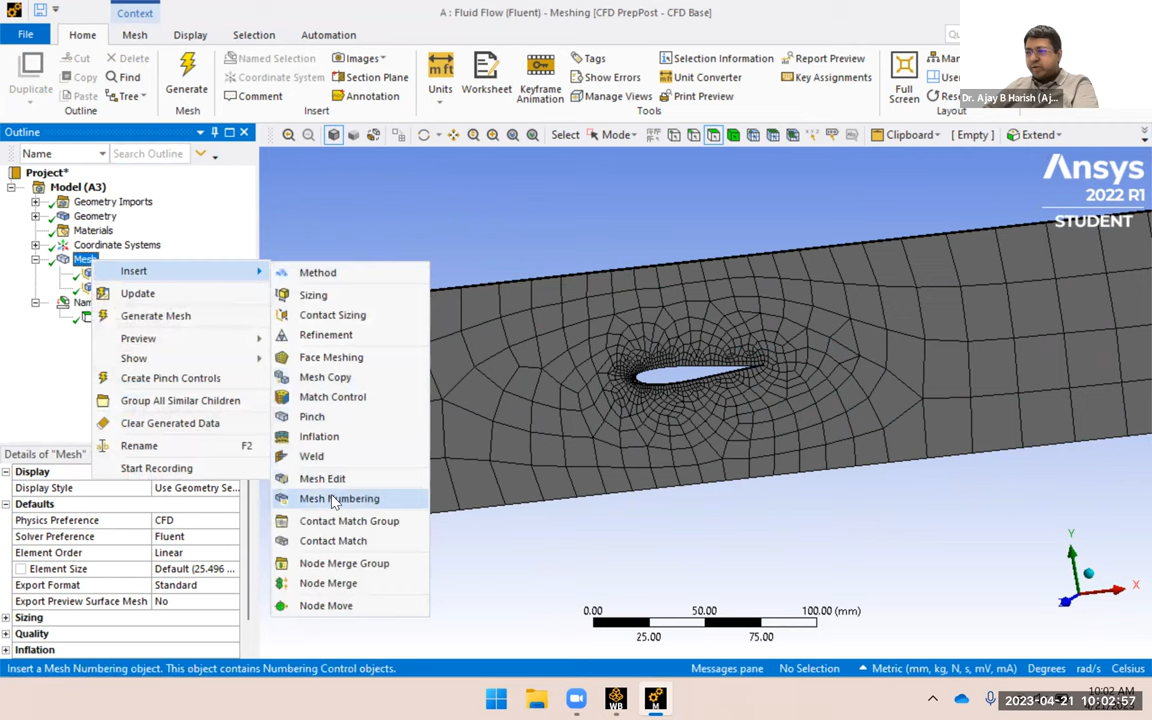 Context
A : Fluid Flow (Fluent) - Meshing [CFD PrepPost - CFD Base]
File
Home
Mesh
Display
Selection
Automation
Duplicate
Cut
Copy
Paste
Delete
Find
Tree
Outline
Generate
Mesh
Named Selection
Coordinate System
Comment
Images
Section Plane
Annotation
Insert
Units
Worksheet
Keyframe
Animation
Tags
Show Errors
Manage Views
Selection Information
Unit Converter
Print Preview
Report Preview
Key Assignments
Tools
Full
Screen
Layout
Dr. Ajay B Harish (Aj...
Outline
Name
Search Outline
Select
Mode
Clipboard
[ Empty ]
Extend
Project*
Model (A3)
Geometry Imports
Geometry
Materials
Coordinate Systems
Mesh
Insert
Update
Generate Mesh
Preview
Show
Create Pinch Controls
Group All Similar Children
Clear Generated Data
Rename F2
Start Recording
Method
Sizing
Contact Sizing
Refinement
Face Meshing
Mesh Copy
Match Control
Pinch
Inflation
Weld
Mesh Edit
Mesh Numbering
Contact Match Group
Contact Match
Node Merge Group
Node Merge
Node Move
Ansys
2022 R1
STUDENT
Details of "Mesh"
Display
Display Style Use Geometry Se...
Defaults
Physics Preference CFD
Solver Preference Fluent
Element Order Linear
Element Size Default (25.496 ...
Export Format Standard
Export Preview Surface Mesh No
Sizing
Quality
Inflation
0.00 50.00 100.00 (mm)
25.00 75.00
Y
X
Z
Insert a Mesh Numbering object. This object contains Numbering Control objects.
Messages pane
No Selection
Metric (mm, kg, N, s, mV, mA)
Degrees
rad/s
Celsius
WB
M
10:02 AM
2023-04-21 10:02:57